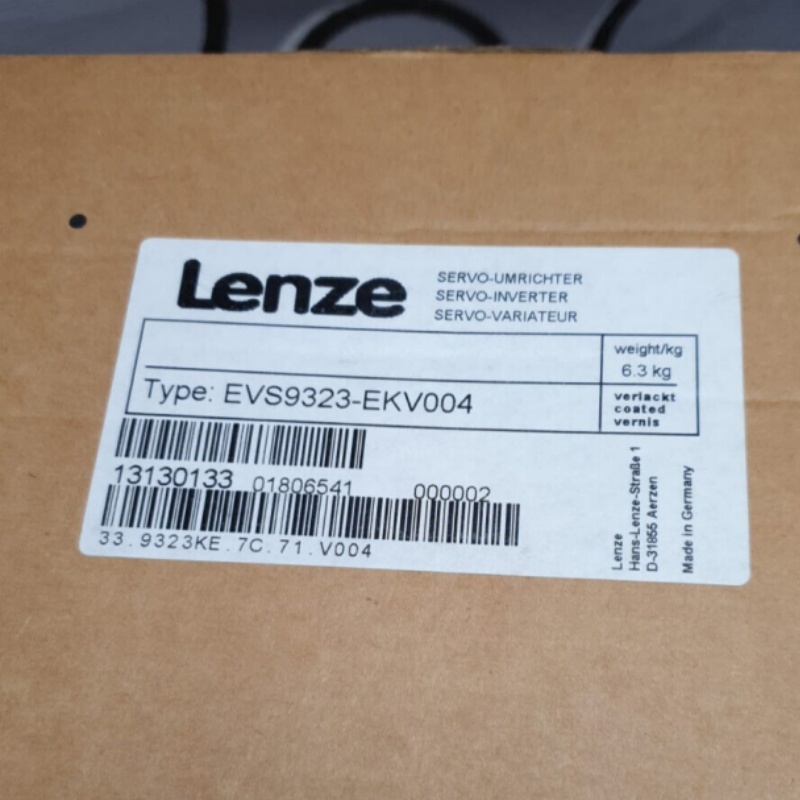 Lenze
SERVO-UMRICHTER
SERVO-INVERTER
SERVO-VARIATEUR
weight/kg
6.3 kg
Type: EVS9323-EKV004
verlackt
coated
vernis
13130133 01806541 000002
33.9323KE.7C.71.V004
Lenze
Hans-Lenze-Straße 1
D-31855 Aerzen
Made in Germany